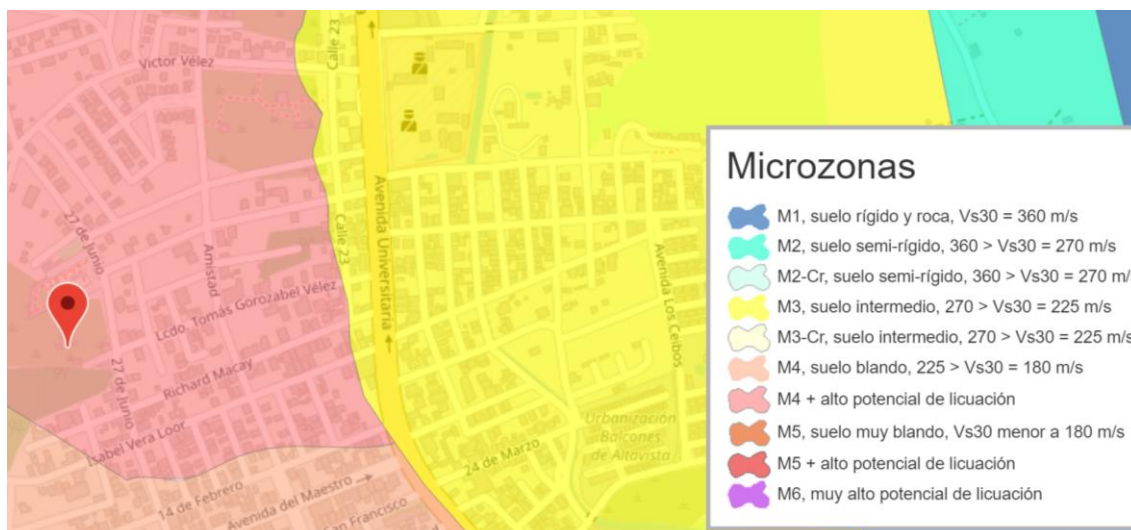 Victor Vélez
Calle 23
27 de Junio
Amistad
Calle 23
Avenida Universitaria
Lcdo. Tomás Gorozabel Vélez
Avenida Los Ceibos
27 de Junio
Richard Macay
Isabel Vera Loor
Urbanización
Balcones
de Altavista
24 de Marzo
14 de Febrero
Avenida del Maestro
San Francisco
Microzonas
M1, suelo rígido y roca, Vs30 = 360 m/s
M2, suelo semi-rígido, 360 > Vs30 = 270 m/s
M2-Cr, suelo semi-rígido, 360 > Vs30 = 270 m/s
M3, suelo intermedio, 270 > Vs30 = 225 m/s
M3-Cr, suelo intermedio, 270 > Vs30 = 225 m/s
M4, suelo blando, 225 > Vs30 = 180 m/s
M4 + alto potencial de licuación
M5, suelo muy blando, Vs30 menor a 180 m/s
M5 + alto potencial de licuación
M6, muy alto potencial de licuación